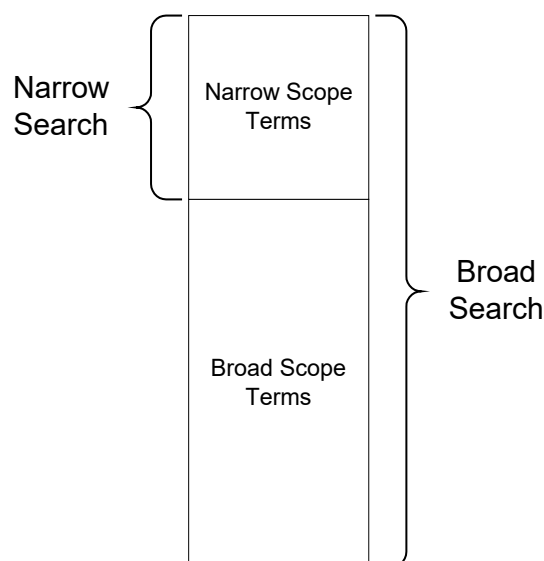 Narrow
Search
Narrow Scope
Terms
Broad
Search
Broad Scope
Terms